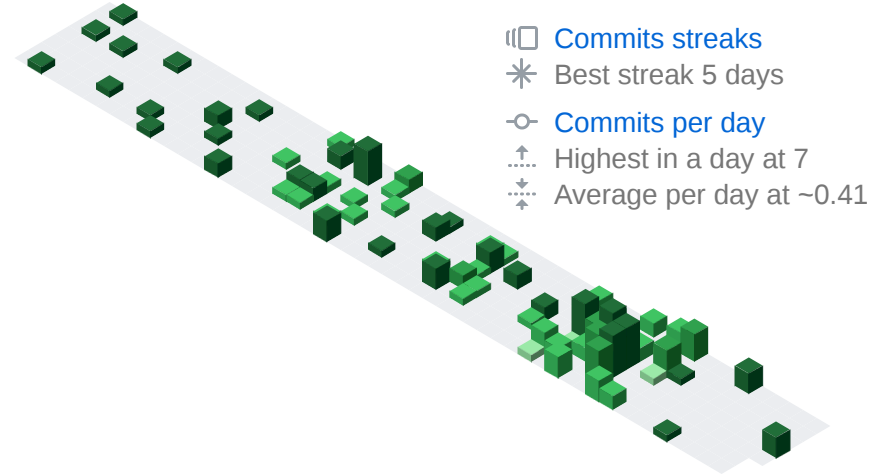 Commits streaks
Best streak 5 days
Commits per day
Highest in a day at 7
Average per day at ~0.41